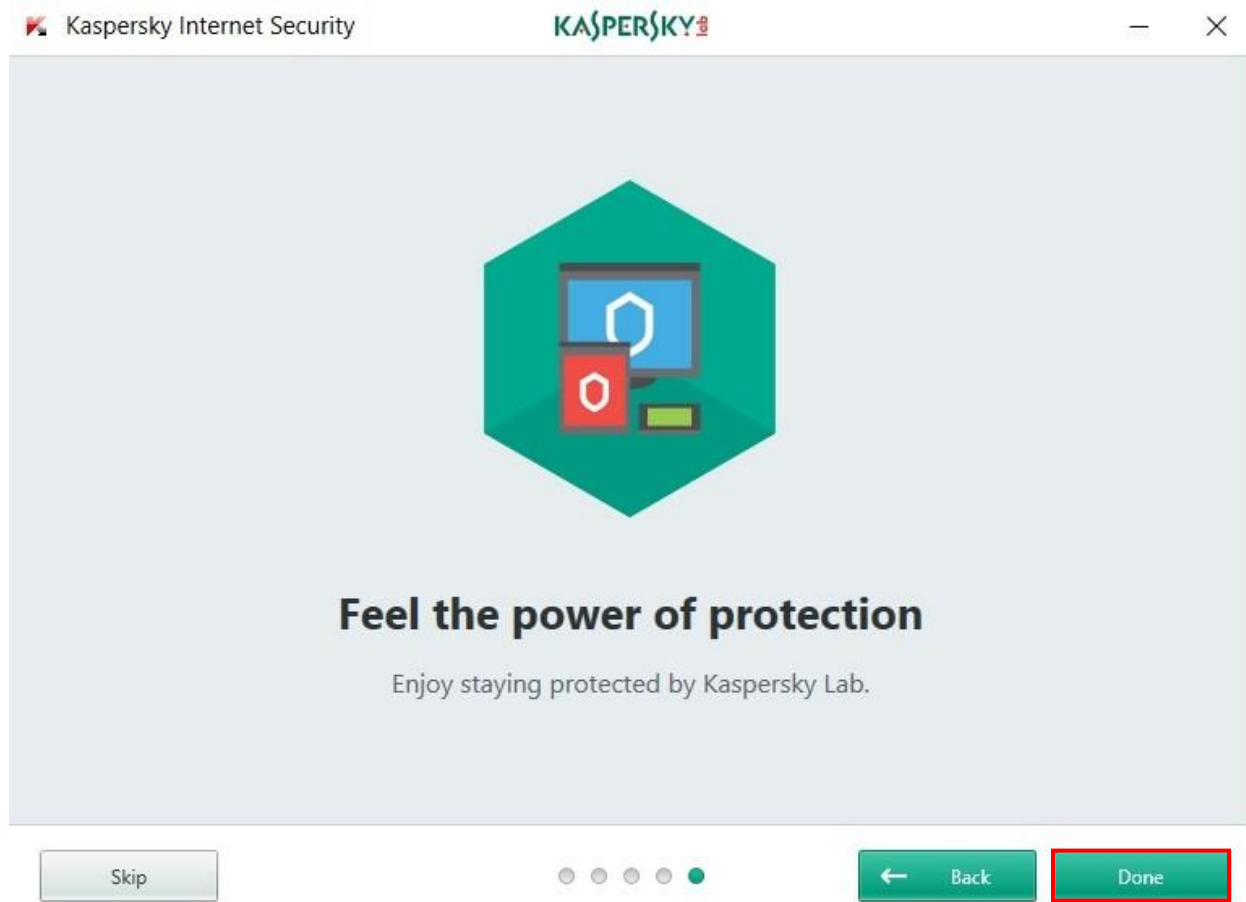 Kaspersky Internet Security
KASPERSKY lab
Feel the power of protection
Enjoy staying protected by Kaspersky Lab.
Skip
Back
Done